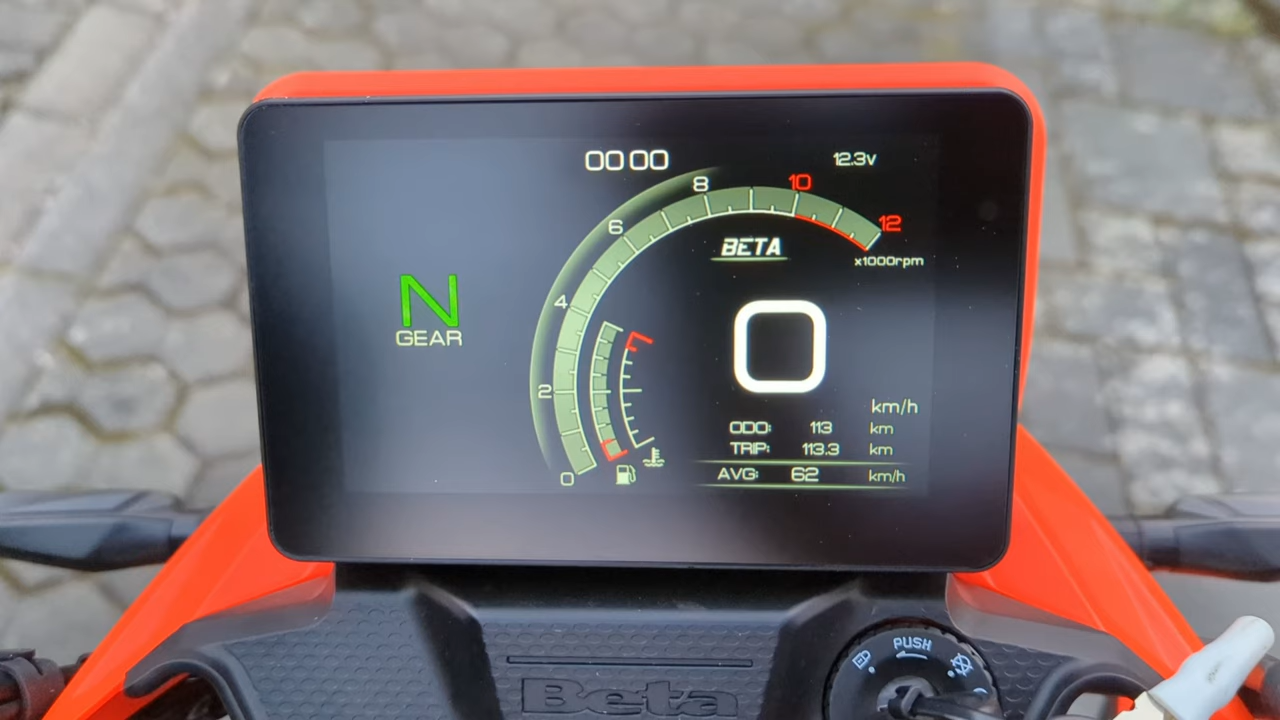 00 00
12.3v
8
10
6
12
BETA
x1000rpm
N
GEAR
4
0
2
km/h
ODO: 113 km
TRIP: 113.3 km
AVG: 62 km/h
0
PUSH
Beta